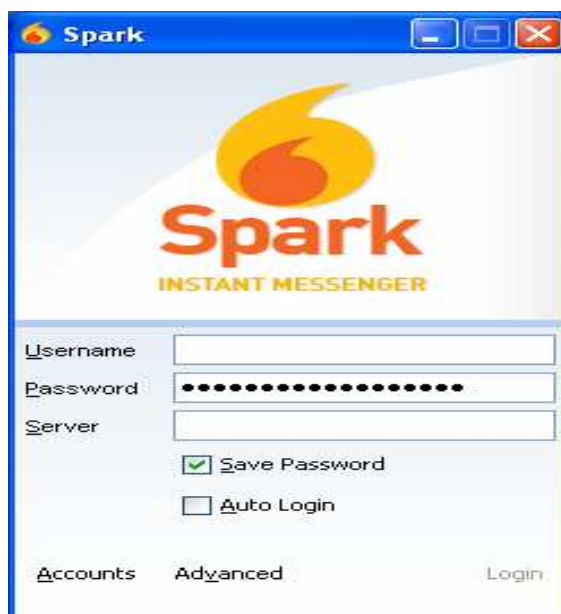 Spark
Spark
INSTANT MESSENGER
Username
Password ●●●●●●●●●●●●●●●●●●
Server
Save Password
Auto Login
Accounts Advanced Login